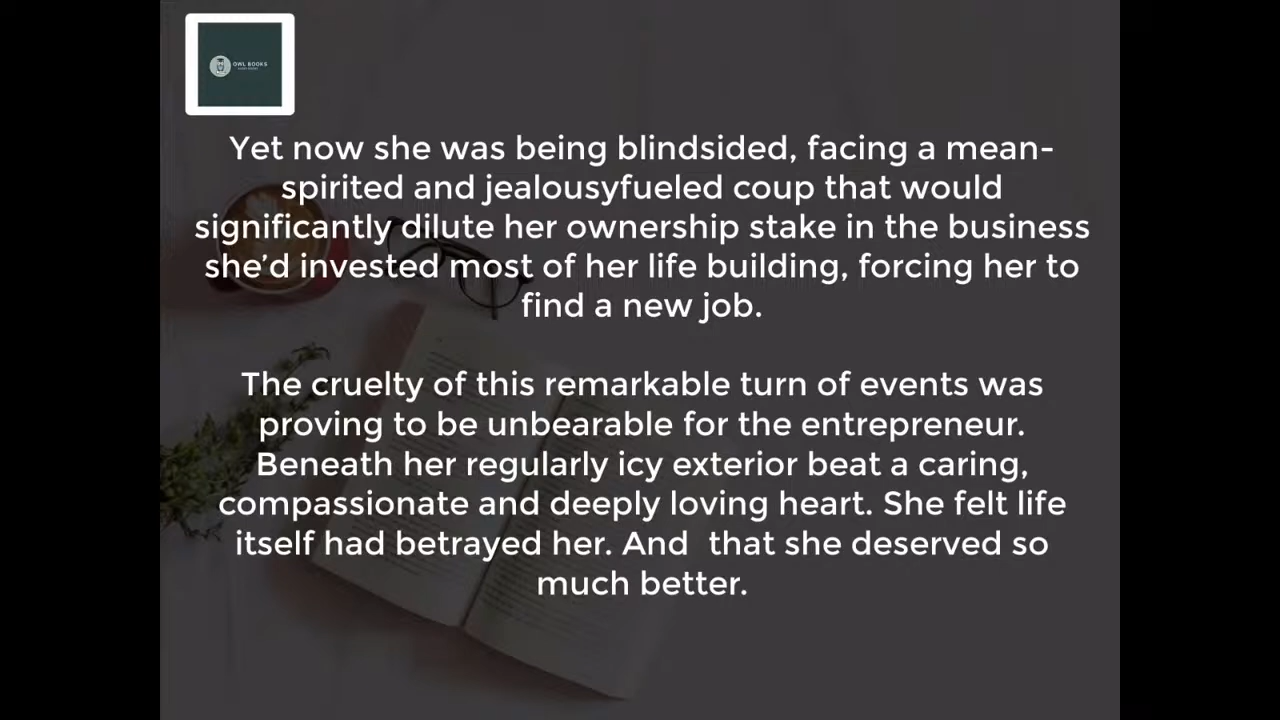 OWL BOOKS
Yet now she was being blindsided, facing a mean-
spirited and jealousyfueled coup that would
significantly dilute her ownership stake in the business
she’d invested most of her life building, forcing her to
find a new job.
The cruelty of this remarkable turn of events was
proving to be unbearable for the entrepreneur.
Beneath her regularly icy exterior beat a caring,
compassionate and deeply loving heart. She felt life
itself had betrayed her. And  that she deserved so
much better.